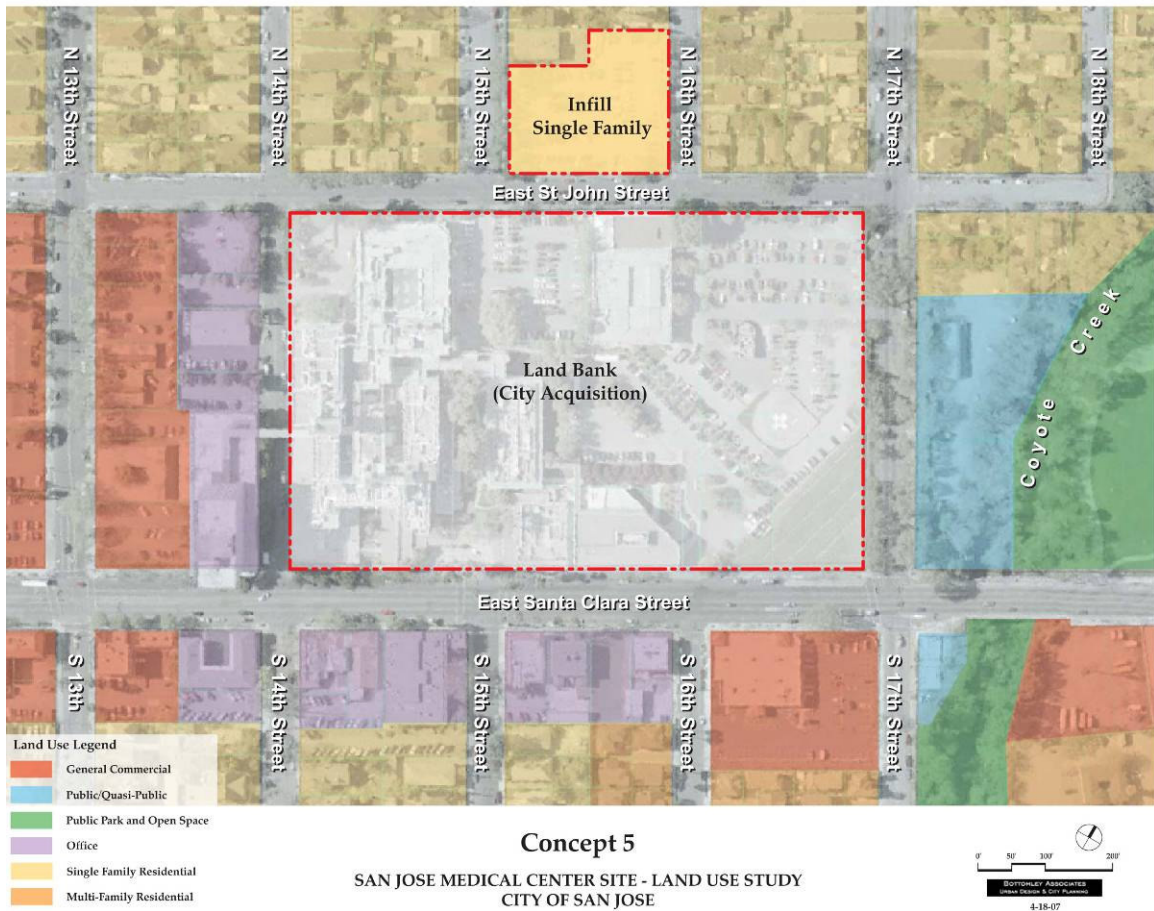 N 13th Street
N 14th Street
N 15th Street
N 16th Street
N 17th Street
N 18th Street
Infill
Single Family
East St John Street
Land Bank
(City Acquisition)
Coyote Creek
East Santa Clara Street
S 13th
S 14th Street
S 15th Street
S 16th Street
S 17th Street
Land Use Legend
General Commercial
Public/Quasi-Public
Public Park and Open Space
Office
Single Family Residential
Multi-Family Residential
Concept 5
SAN JOSE MEDICAL CENTER SITE - LAND USE STUDY
CITY OF SAN JOSE
0' 50' 100' 200'
BOTTOMLEY ASSOCIATES
URBAN DESIGN & CITY PLANNING
4-18-07